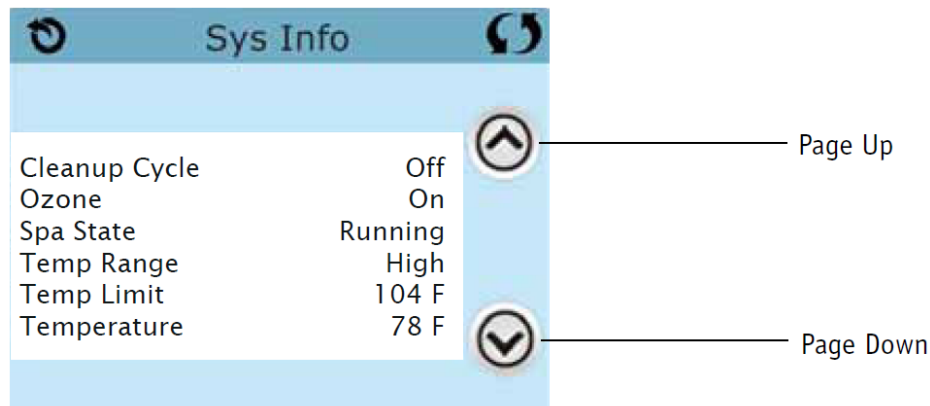 Sys Info
Page Up
Cleanup Cycle Off
Ozone On
Spa State Running
Temp Range High
Temp Limit 104 F
Temperature 78 F
Page Down